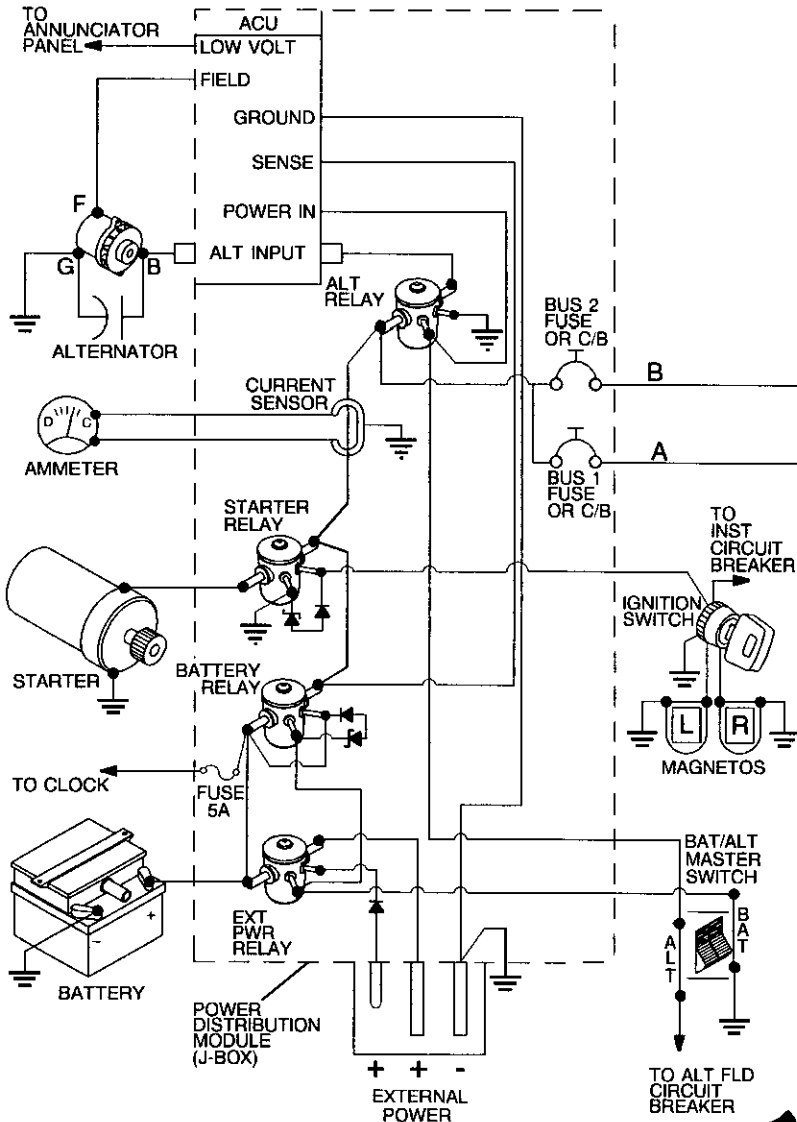 TO
ANNUNCIATOR
PANEL
ACU
LOW VOLT
FIELD
GROUND
SENSE
POWER IN
ALT INPUT
F
G
B
ALTERNATOR
ALT
RELAY
BUS 2
FUSE
OR C/B
B
CURRENT
SENSOR
D
C
AMMETER
A
BUS 1
FUSE
OR C/B
STARTER
RELAY
TO
INST
CIRCUIT
BREAKER
IGNITION
SWITCH
STARTER
BATTERY
RELAY
L
R
MAGNETOS
TO CLOCK
FUSE
5A
BAT/ALT
MASTER
SWITCH
ALT
BAT
EXT
PWR
RELAY
-
+
BATTERY
POWER
DISTRIBUTION
MODULE
(J-BOX)
+ + -
EXTERNAL
POWER
TO ALT FLD
CIRCUIT
BREAKER